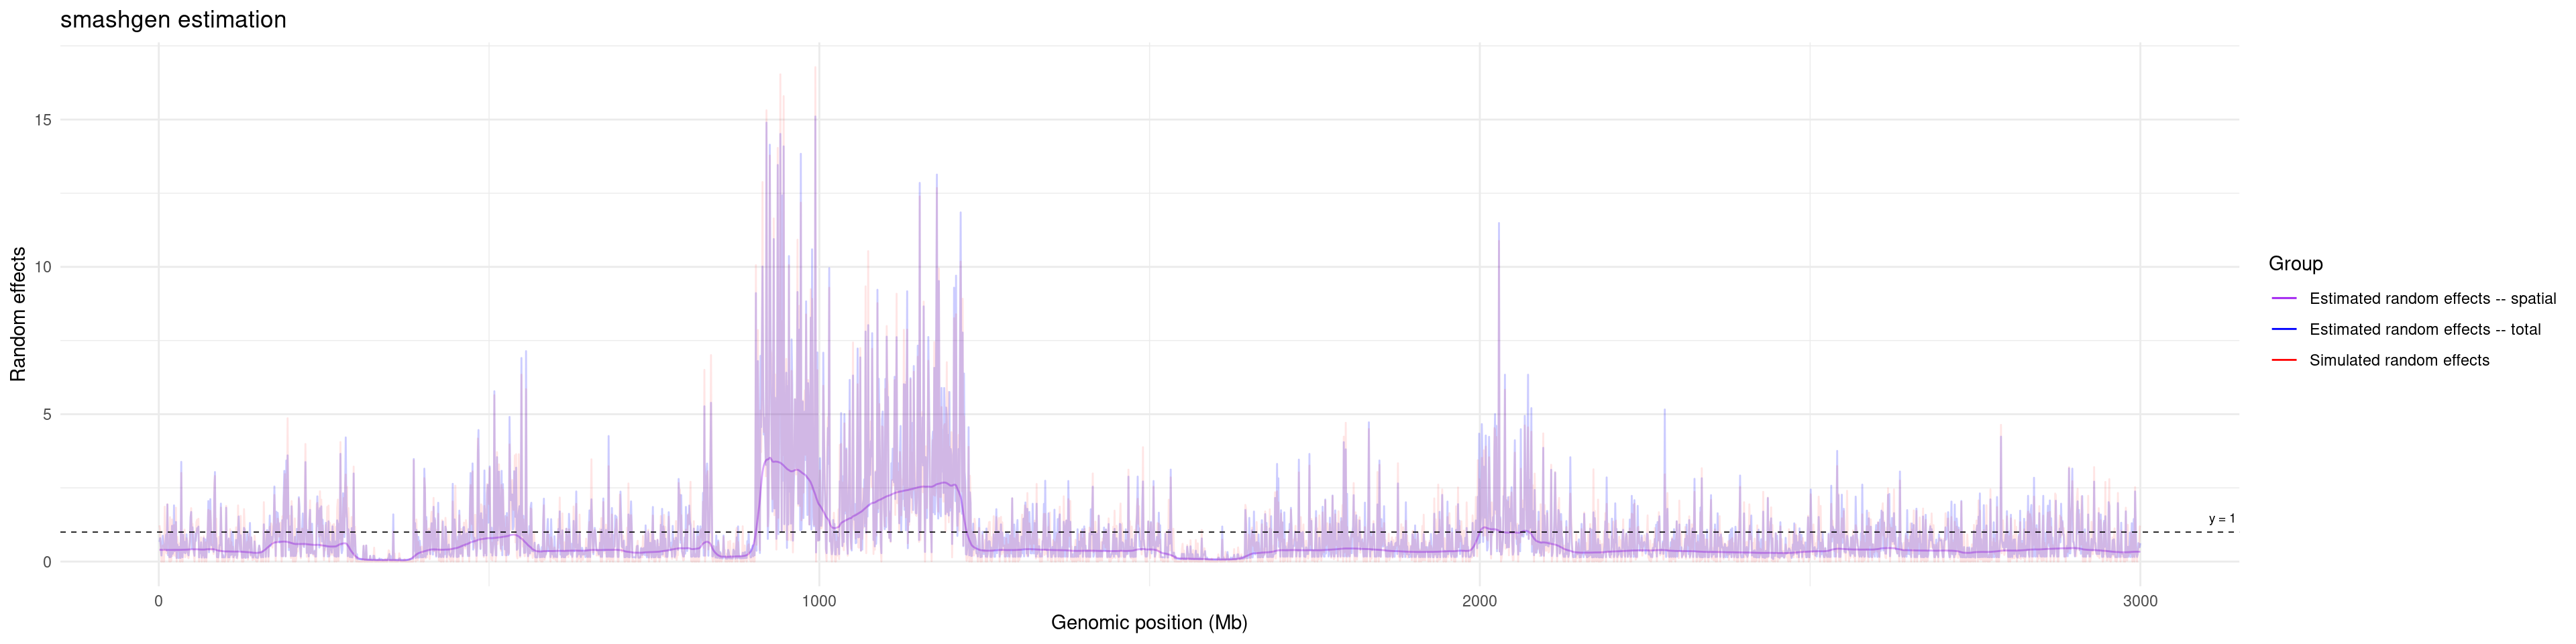 smashgen estimation
Random effects
15
10
5
0
y = 1
0
1000
2000
3000
Genomic position (Mb)
Group
Estimated random effects -- spatial
Estimated random effects -- total
Simulated random effects